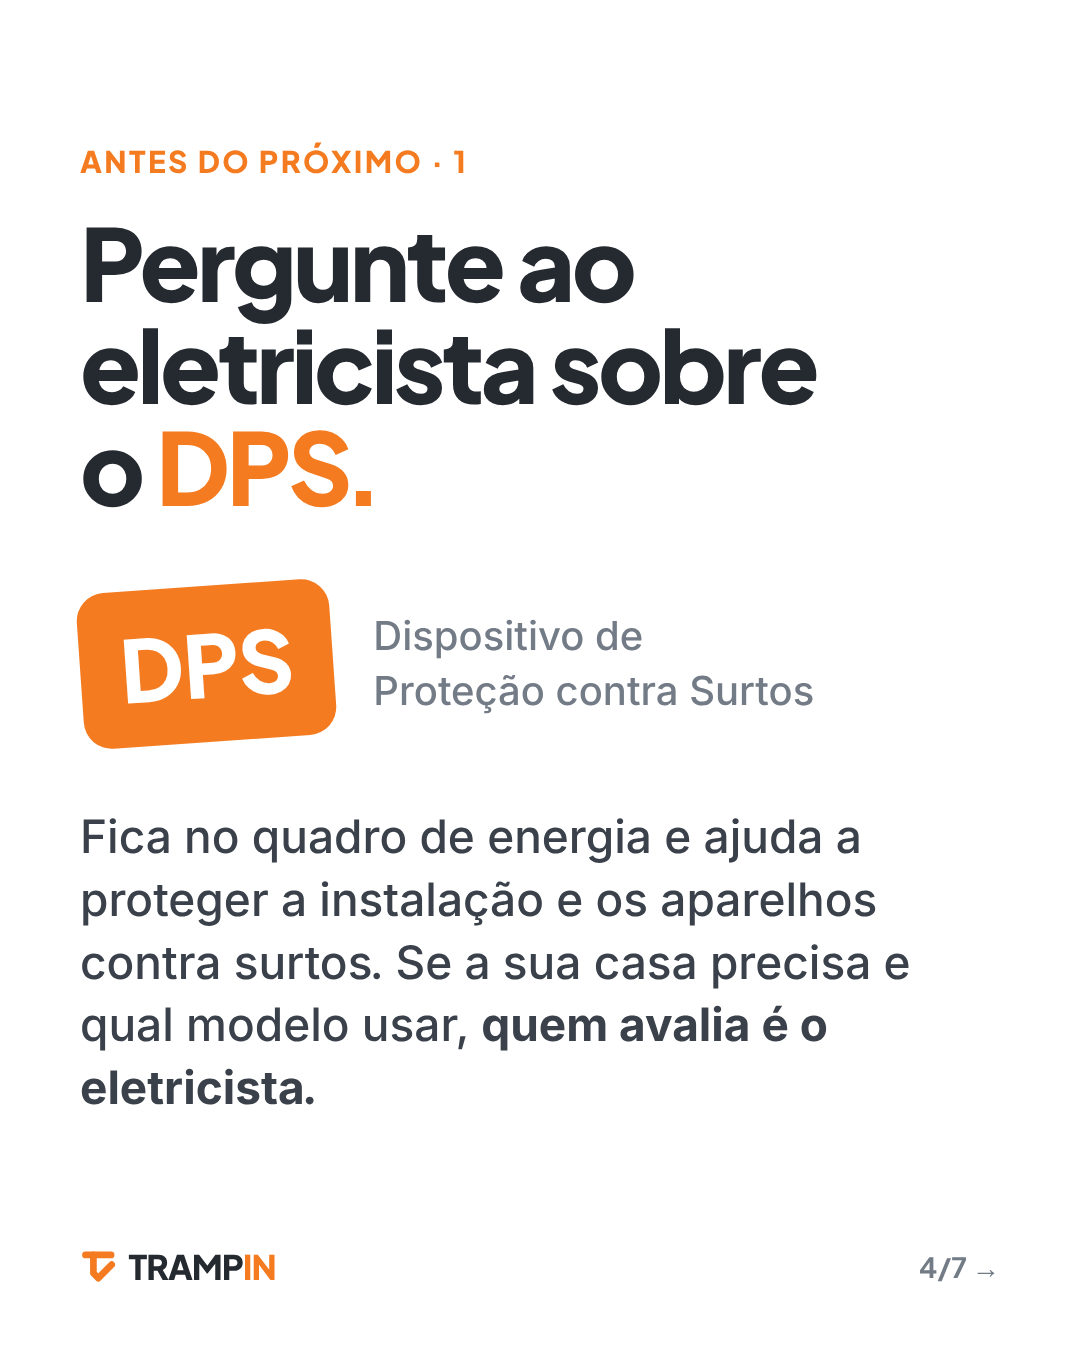 ANTES DO PRÓXIMO · 1
Pergunte ao
eletricista sobre
o DPS.
DPS
Dispositivo de
Proteção contra Surtos
Fica no quadro de energia e ajuda a
proteger a instalação e os aparelhos
contra surtos. Se a sua casa precisa e
qual modelo usar, quem avalia é o
eletricista.
TRAMPIN
4/7 →